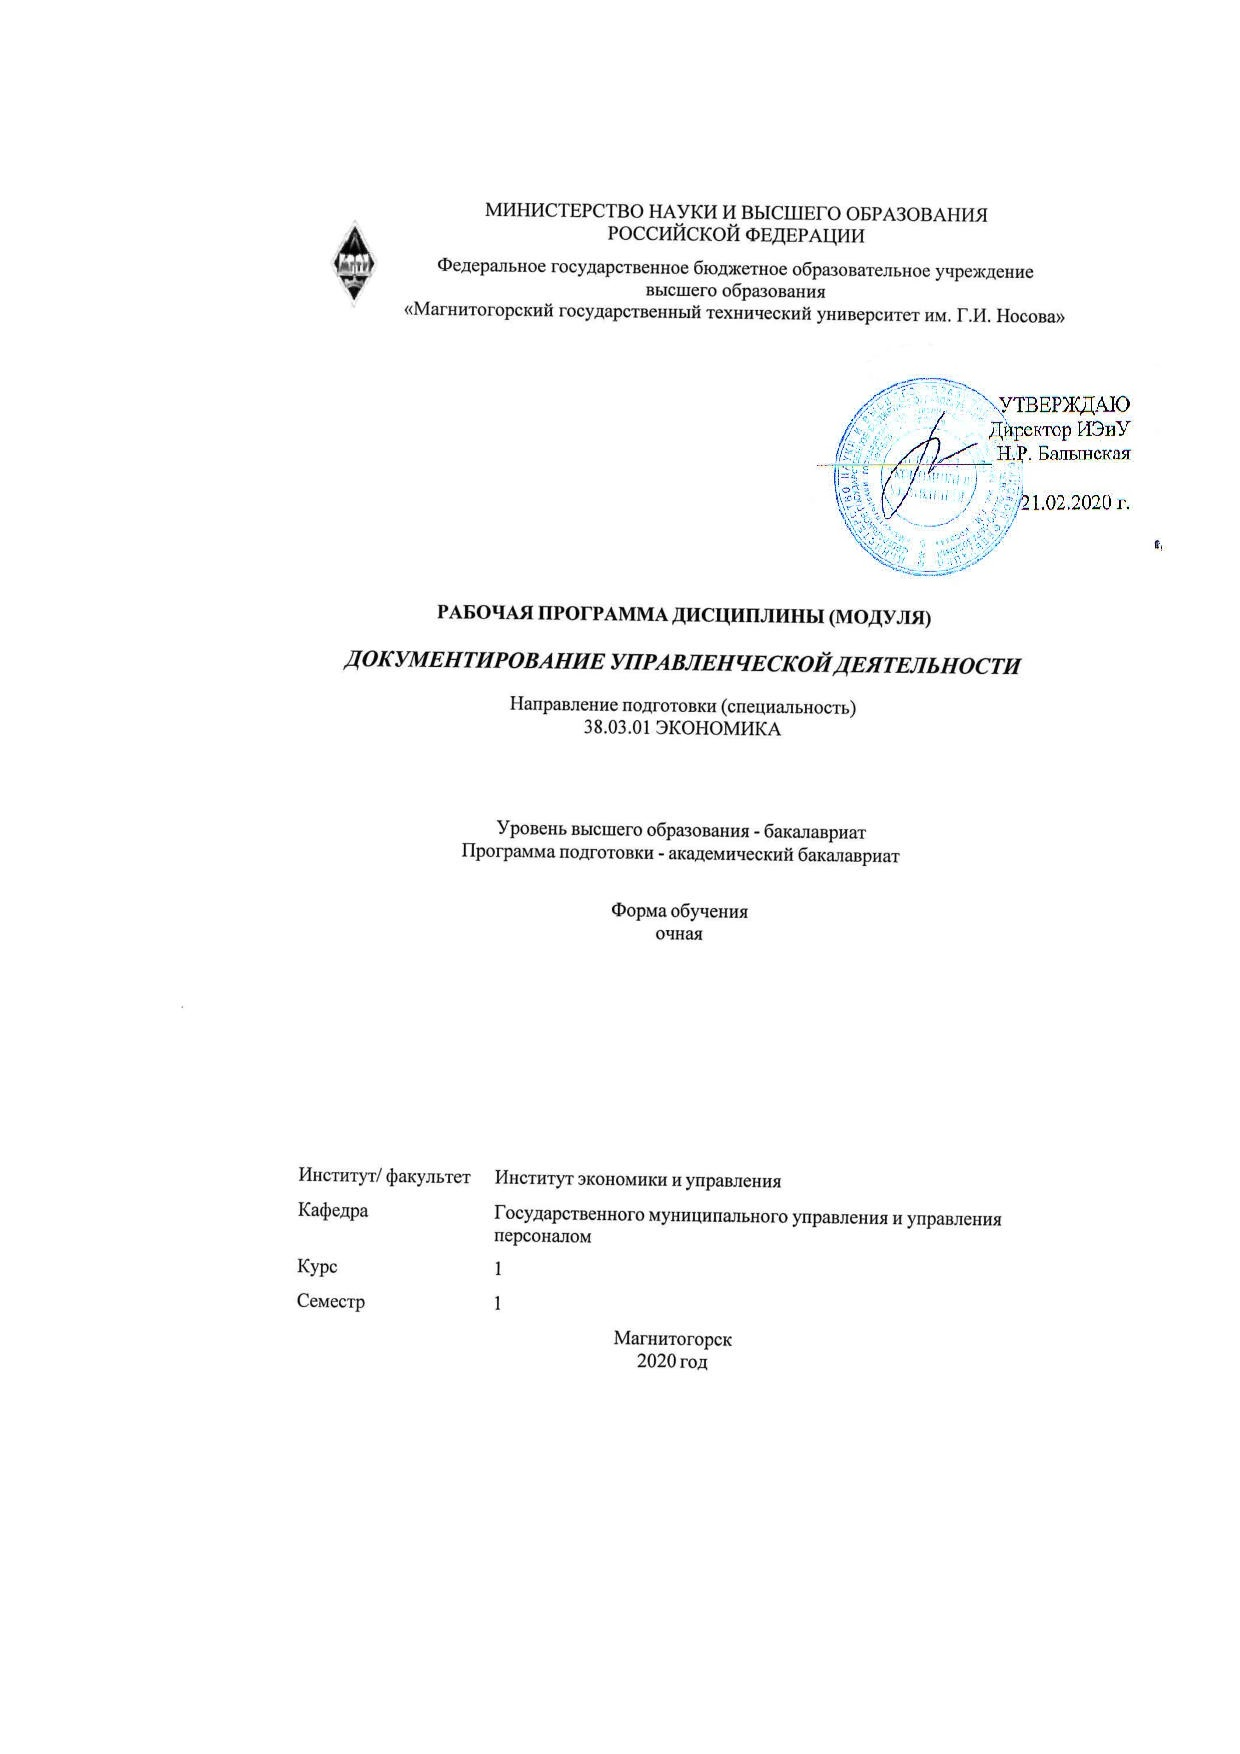 МИНИСТЕРСТВО НАУКИ И ВЫСШЕГО ОБРАЗОВАНИЯ
РОССИЙСКОЙ ФЕДЕРАЦИИ
МГТУ
Федеральное государственное бюджетное образовательное учреждение
высшего образования
«Магнитогорский государственный технический университет им. Г.И. Носова»
УТВЕРЖДАЮ
Директор ИЭиУ
Н.Р. Балынская
21.02.2020 г.
РАБОЧАЯ ПРОГРАММА ДИСЦИПЛИНЫ (МОДУЛЯ)
ДОКУМЕНТИРОВАНИЕ УПРАВЛЕНЧЕСКОЙ ДЕЯТЕЛЬНОСТИ
Направление подготовки (специальность)
38.03.01 ЭКОНОМИКА
Уровень высшего образования - бакалавриат
Программа подготовки - академический бакалавриат
Форма обучения
очная
Институт/ факультет Институт экономики и управления
Кафедра Государственного муниципального управления и управления
персоналом
Курс 1
Семестр 1
Магнитогорск
2020 год